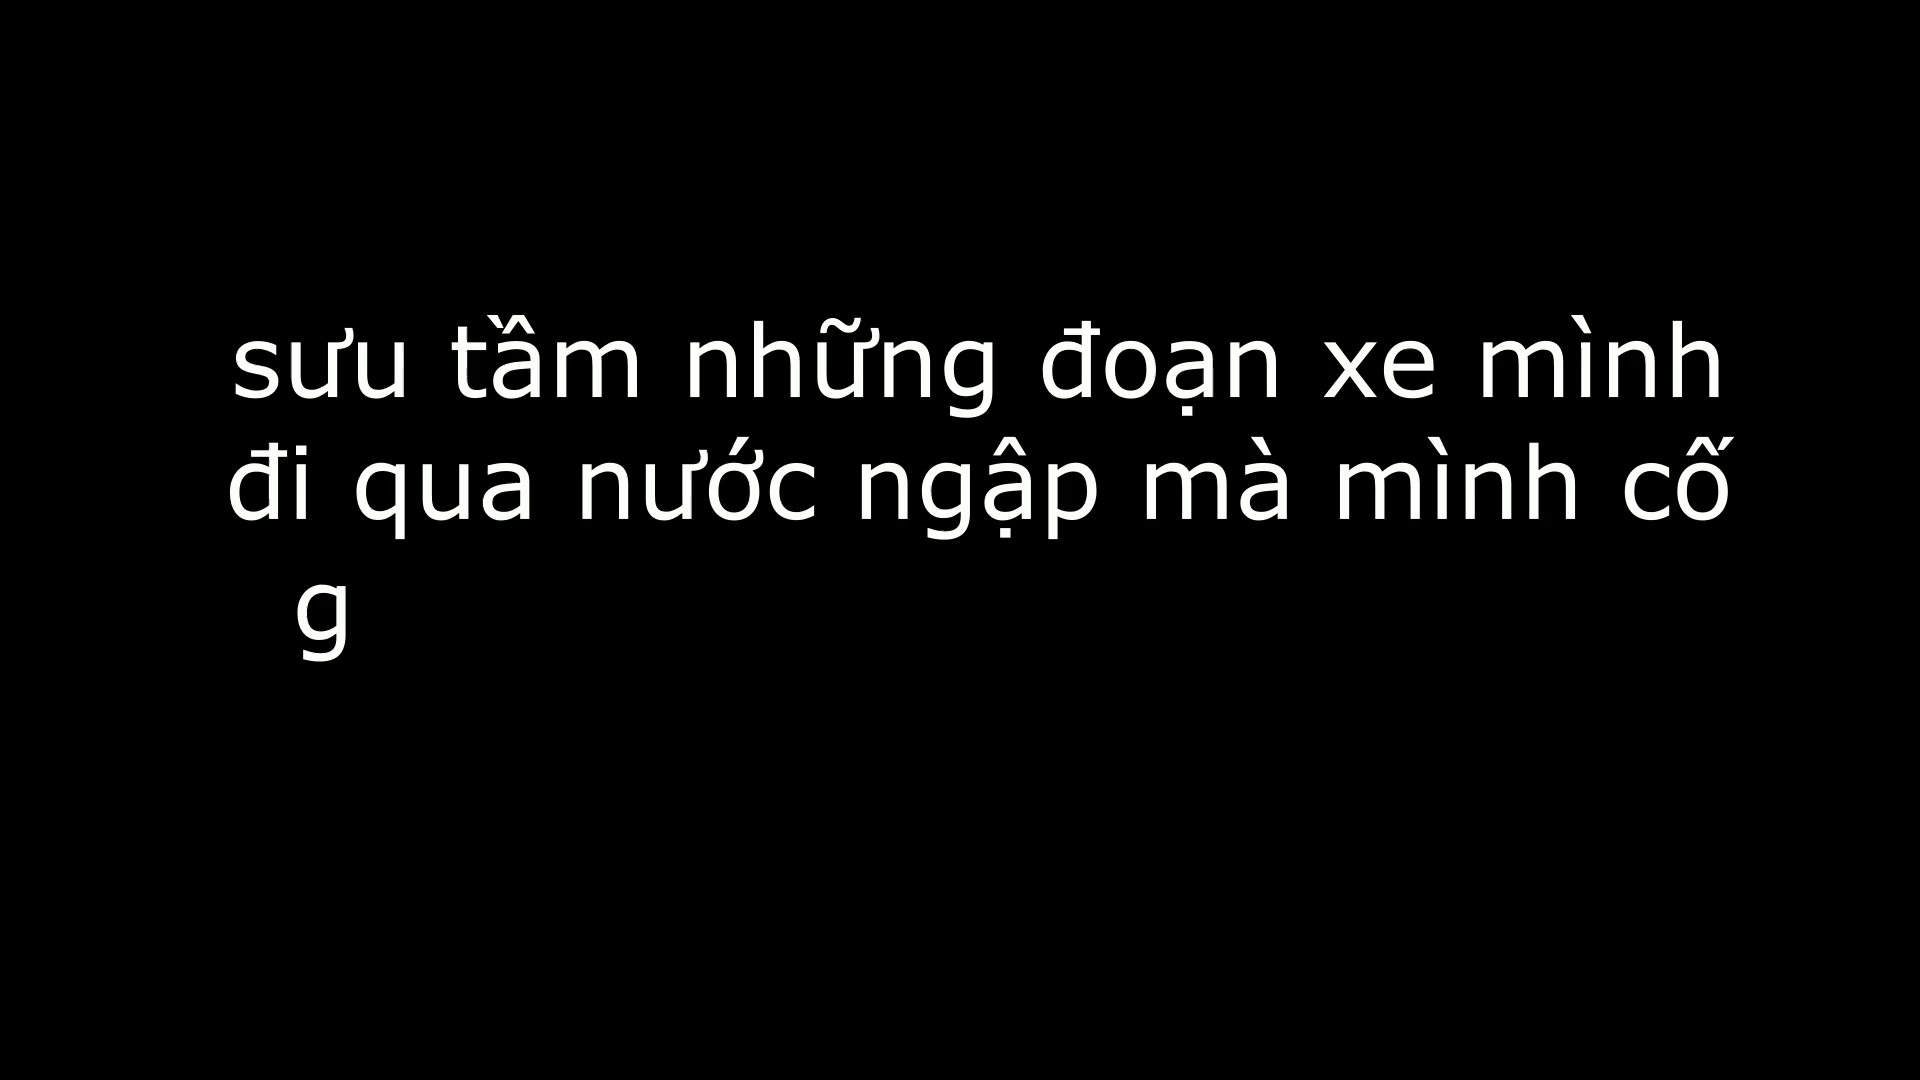 sưu tầm những đoạn xe mình
đi qua nước ngập mà mình cố
g